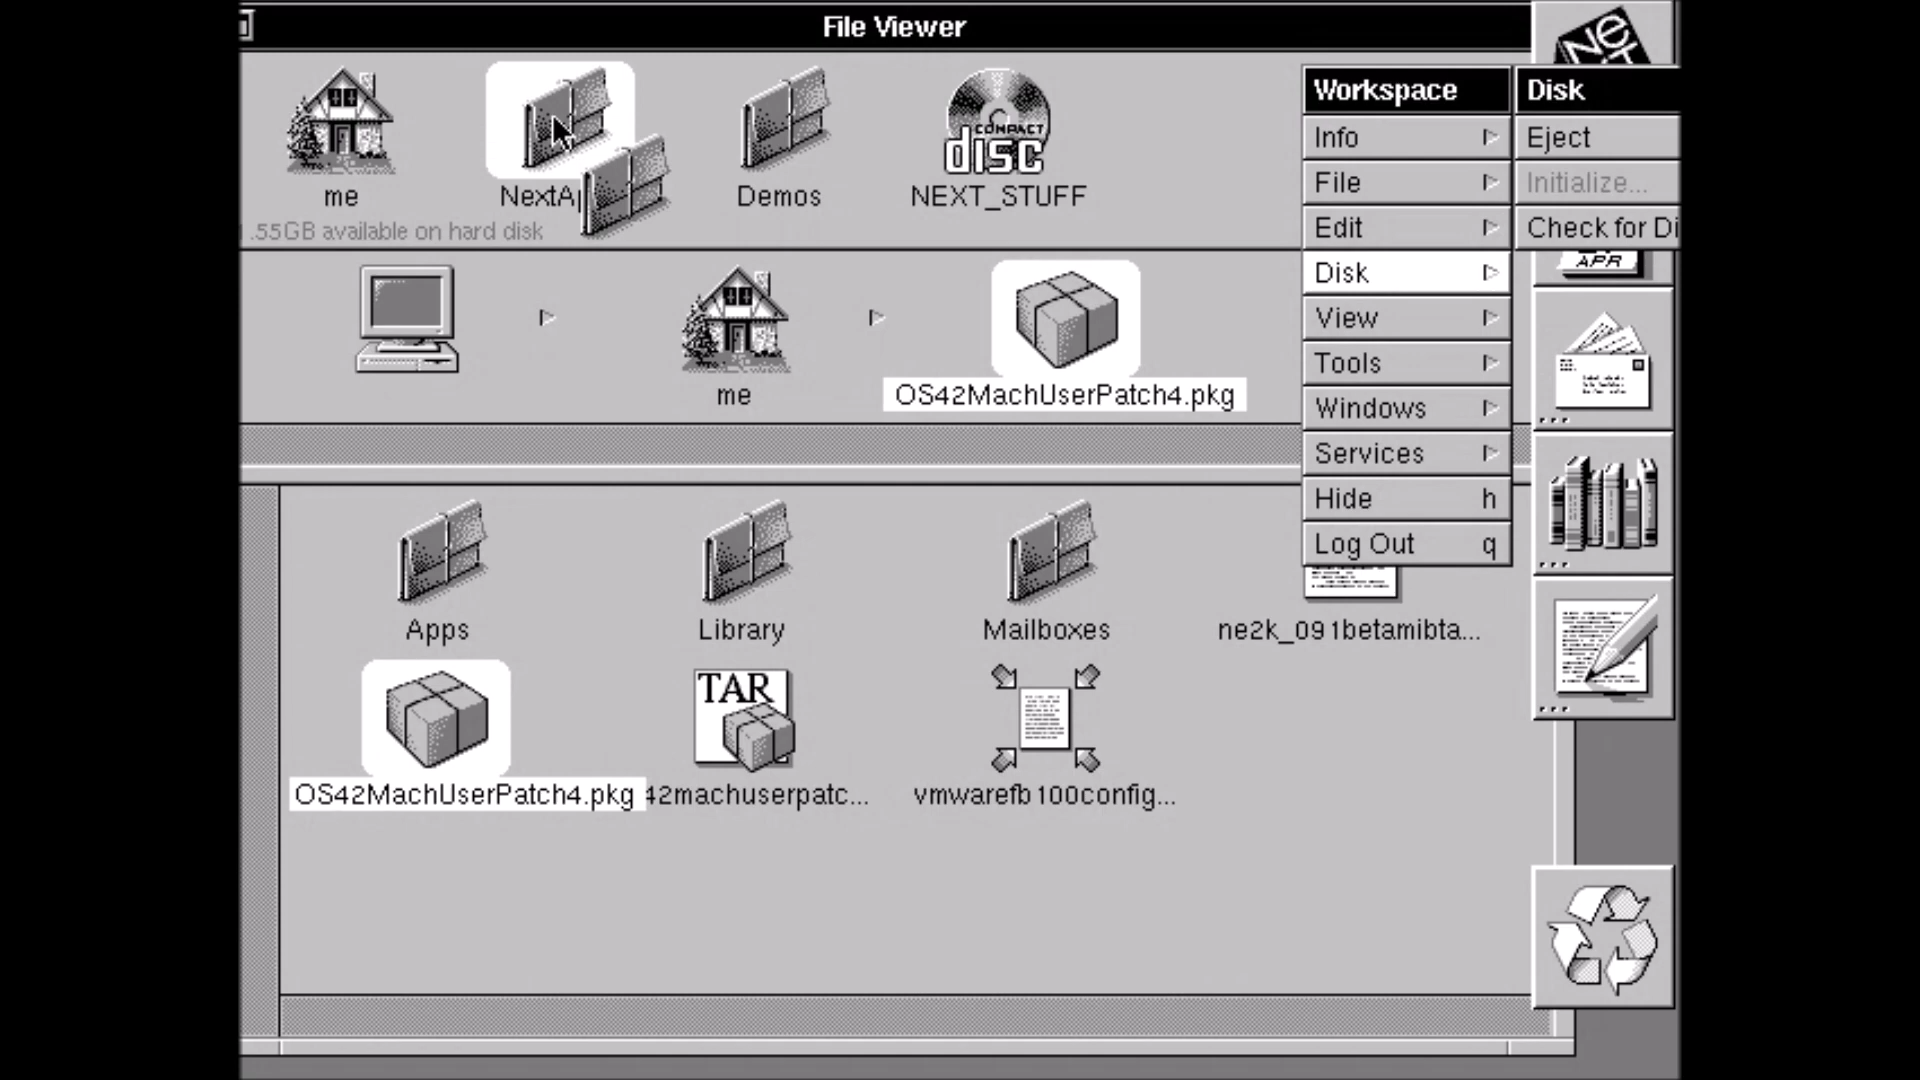 File Viewer
NeXT
me
NextA
Demos
COMPACT
disc
NEXT_STUFF
.55GB available on hard disk
Workspace
Info
File
Edit
Disk
View
Tools
Windows
Services
Hide h
Log Out q
Disk
Eject
Initialize...
Check for Di
APR
me
OS42MachUserPatch4.pkg
Apps
Library
Mailboxes
ne2k_091betamibta...
TAR
OS42MachUserPatch4.pkg
42machuserpatc...
vmwarefb100config...